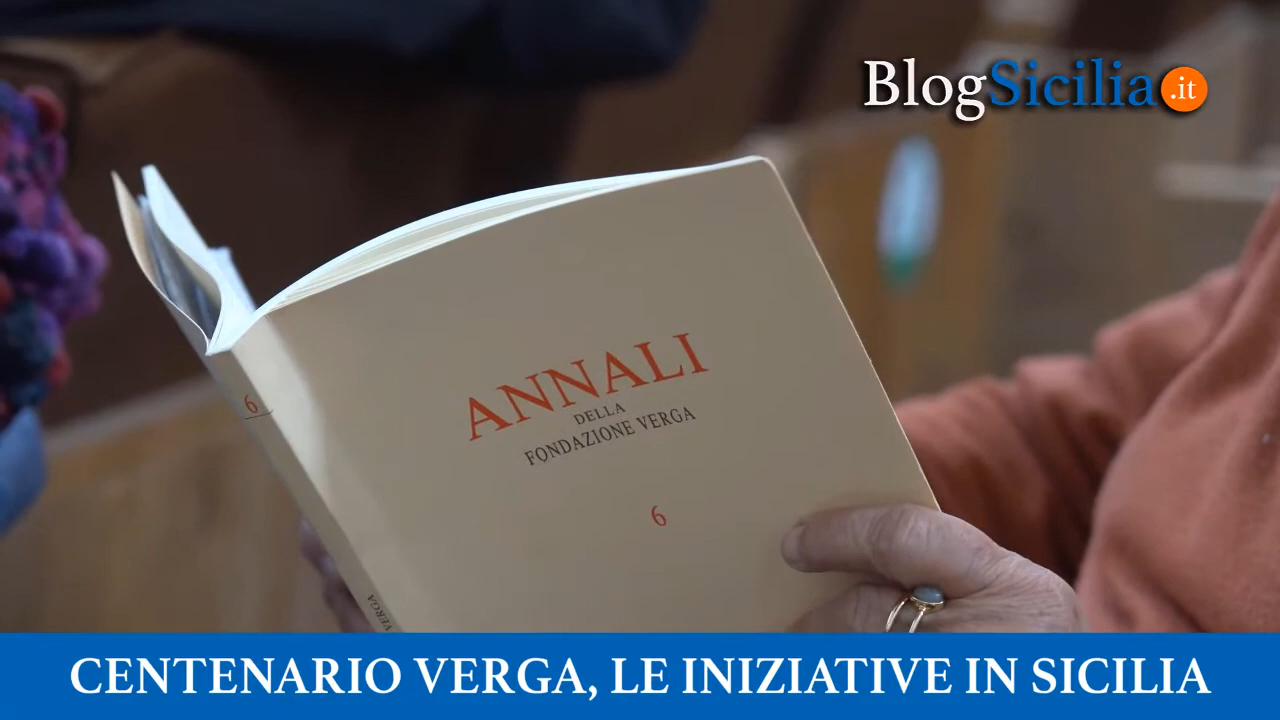 BlogSicilia.it
ANNALI
DELLA
FONDAZIONE VERGA
6
6
VERGA
CENTENARIO VERGA, LE INIZIATIVE IN SICILIA